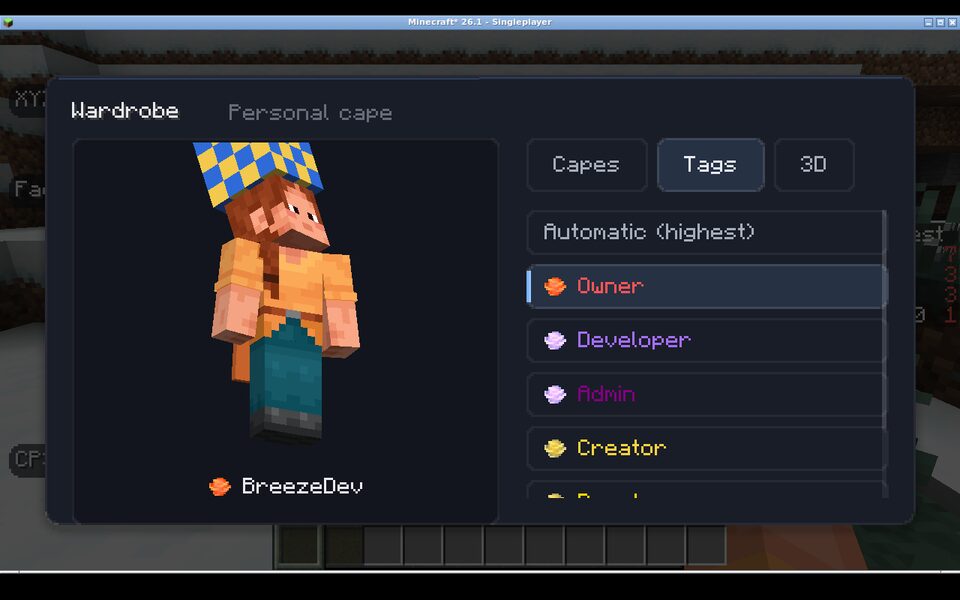 Minecraft* 26.1 - Singleplayer
Wardrobe
Personal cape
Capes
Tags
3D
Automatic (highest)
Owner
Developer
Admin
Creator
BreezeDev